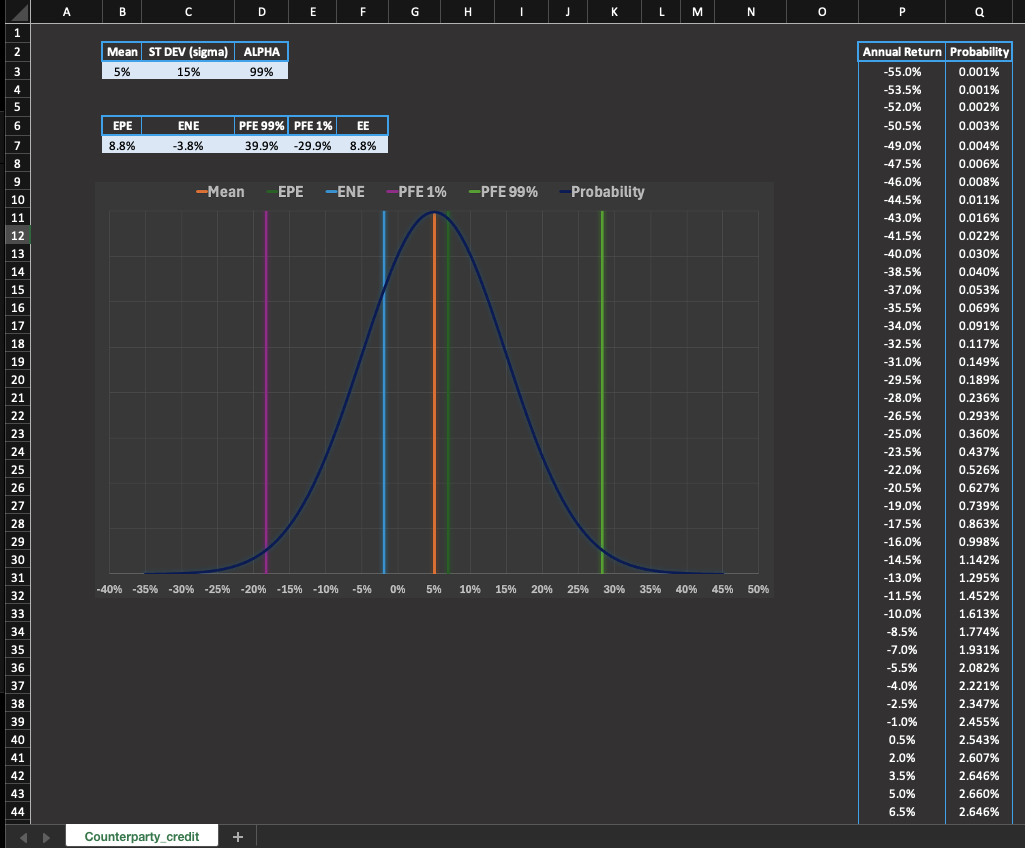 A B C D E F G H I J K L M N O P Q
1
2 Mean ST DEV (sigma) ALPHA Annual Return Probability
3 5% 15% 99% -55.0% 0.001%
4 -53.5% 0.001%
5 -52.0% 0.002%
6 EPE ENE PFE 99% PFE 1% EE -50.5% 0.003%
7 8.8% -3.8% 39.9% -29.9% 8.8% -49.0% 0.004%
8 -47.5% 0.006%
9 Mean EPE ENE PFE 1% PFE 99% Probability -46.0% 0.008%
10 -44.5% 0.011%
11 -43.0% 0.016%
12 -41.5% 0.022%
13 -40.0% 0.030%
14 -38.5% 0.040%
15 -37.0% 0.053%
16 -35.5% 0.069%
17 -34.0% 0.091%
18 -32.5% 0.117%
19 -31.0% 0.149%
20 -29.5% 0.189%
21 -28.0% 0.236%
22 -26.5% 0.293%
23 -25.0% 0.360%
24 -23.5% 0.437%
25 -22.0% 0.526%
26 -20.5% 0.627%
27 -19.0% 0.739%
28 -17.5% 0.863%
29 -16.0% 0.998%
30 -14.5% 1.142%
31 -13.0% 1.295%
-40% -35% -30% -25% -20% -15% -10% -5% 0% 5% 10% 15% 20% 25% 30% 35% 40% 45% 50%
32 -11.5% 1.452%
33 -10.0% 1.613%
34 -8.5% 1.774%
35 -7.0% 1.931%
36 -5.5% 2.082%
37 -4.0% 2.221%
38 -2.5% 2.347%
39 -1.0% 2.455%
40 0.5% 2.543%
41 2.0% 2.607%
42 3.5% 2.646%
43 5.0% 2.660%
44 6.5% 2.646%
Counterparty_credit +